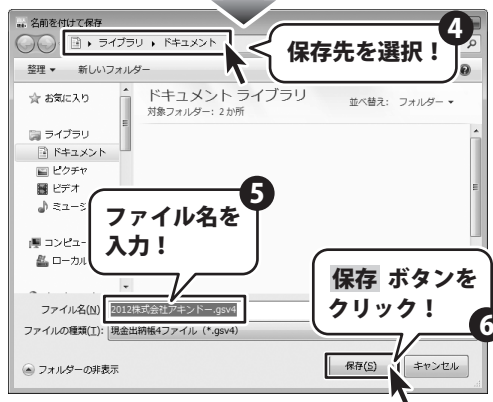 名前を付けて保存
4
ライブラリ ▸ ドキュメント
保存先を選択！
整理 ▾ 新しいフォルダー
お気に入り
ドキュメント ライブラリ
対象フォルダー: 2 か所
並べ替え: フォルダー ▾
ライブラリ
ドキュメント
ピクチャ
ビデオ
ミュージ
5
ファイル名を
入力！
コンピュー
ローカル
保存 ボタンを
クリック！
6
ファイル名(N): 2012株式会社アキンドー.gsv4
ファイルの種類(T): 現金出納帳4ファイル (*.gsv4)
フォルダーの非表示
保存(S)
キャンセル